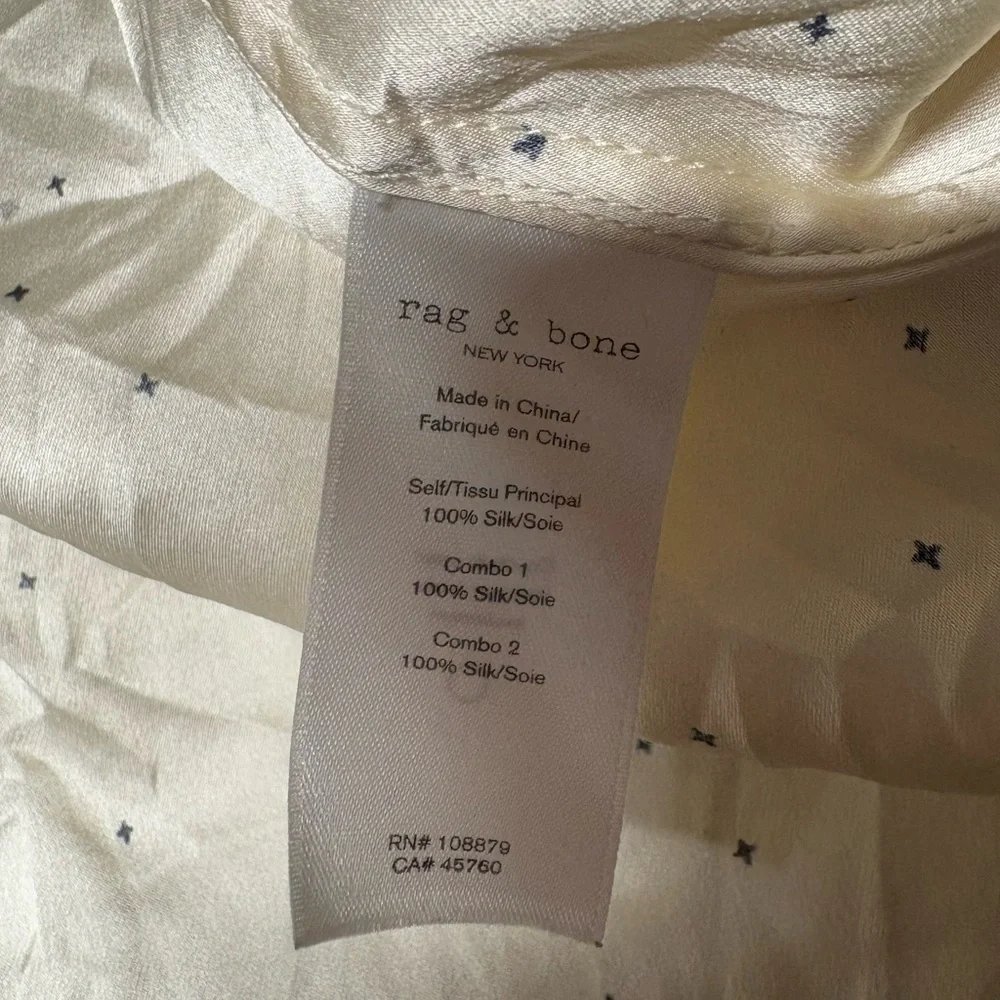 rag & bone
NEW YORK
Made in China/
Fabriqué en Chine
Self/Tissu Principal
100% Silk/Soie
Combo 1
100% Silk/Soie
Combo 2
100% Silk/Soie
RN# 108879
CA# 45760